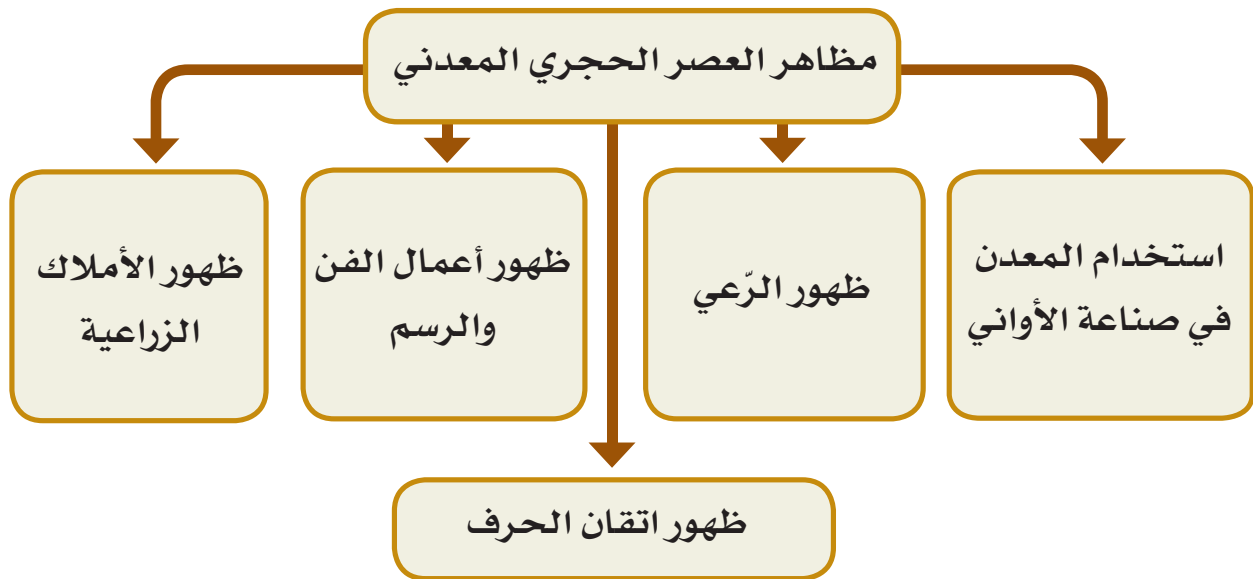 مظاهر العصر الحجري المعدني
استخدام المعدن
في صناعة الأواني
ظهور الرّعي
ظهور أعمال الفن
والرسم
ظهور الأملاك
الزراعية
ظهور اتقان الحرف